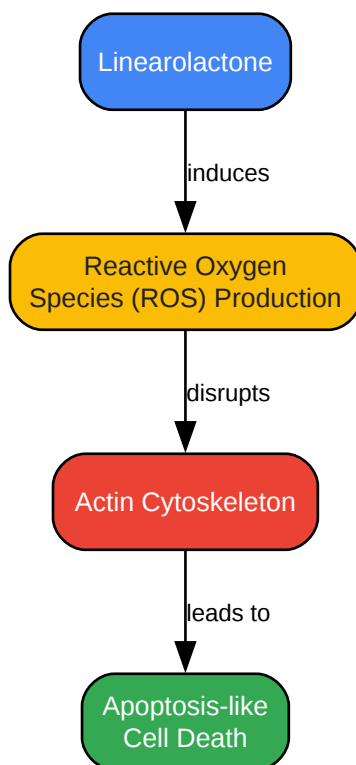 Linearolactone
induces
Reactive Oxygen
Species (ROS) Production
disrupts
Actin Cytoskeleton
leads to
Apoptosis-like
Cell Death